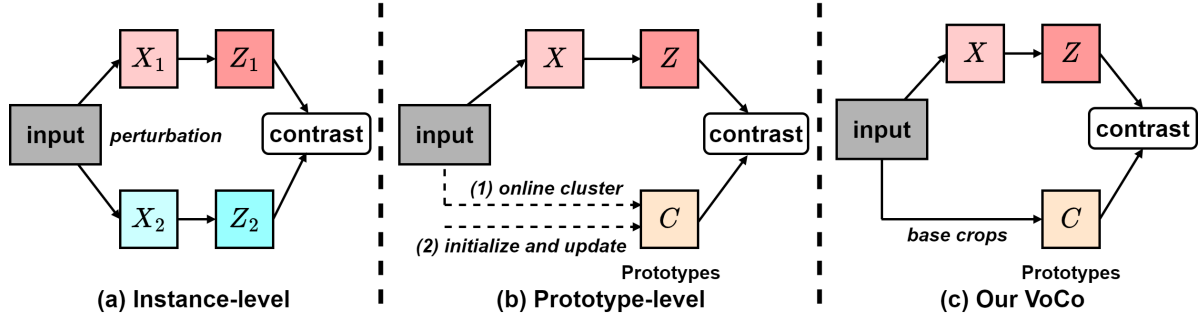 X₁
Z₁
input
perturbation
contrast
X₂
Z₂
(a) Instance-level
X
Z
input
contrast
(1) online cluster
(2) initialize and update
C
Prototypes
(b) Prototype-level
X
Z
input
contrast
base crops
C
Prototypes
(c) Our VoCo